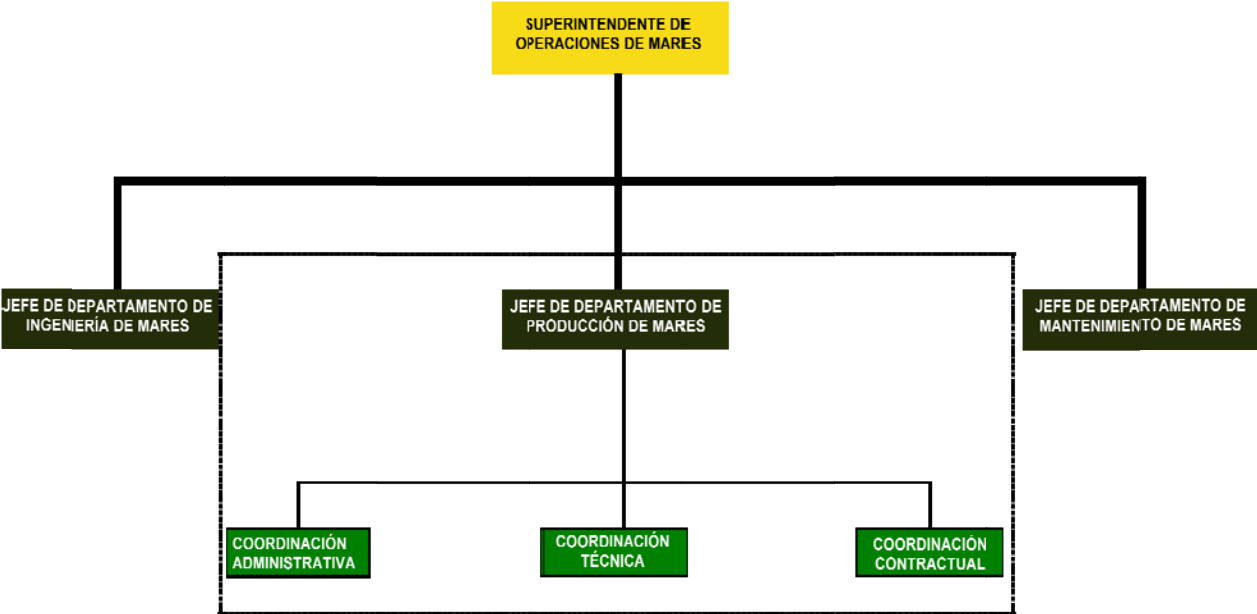 SUPERINTENDENTE DE
OPERACIONES DE MARES
JEFE DE DEPARTAMENTO DE
INGENIERÍA DE MARES
JEFE DE DEPARTAMENTO DE
PRODUCCIÓN DE MARES
JEFE DE DEPARTAMENTO DE
MANTENIMIENTO DE MARES
COORDINACIÓN
ADMINISTRATIVA
COORDINACIÓN
TÉCNICA
COORDINACIÓN
CONTRACTUAL